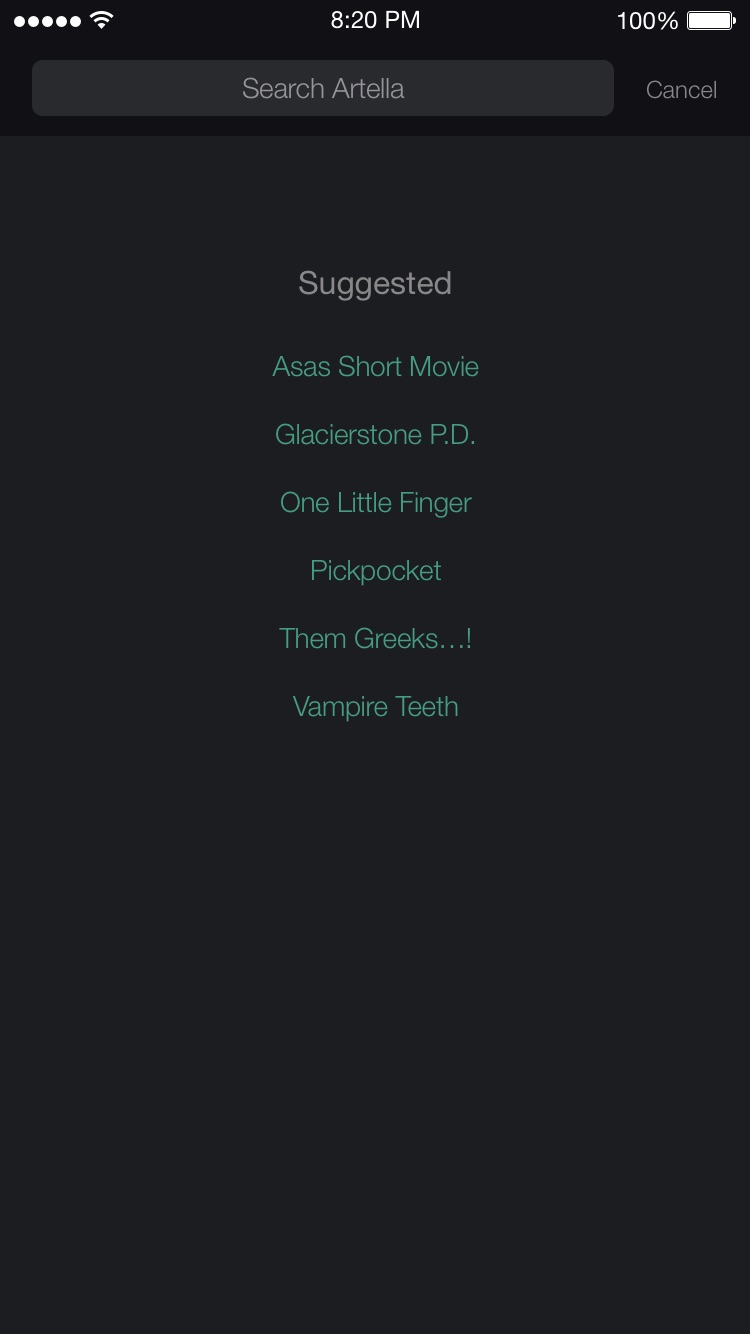 8:20 PM
100%
Search Artella
Cancel
Suggested
Asas Short Movie
Glacierstone P.D.
One Little Finger
Pickpocket
Them Greeks...!
Vampire Teeth